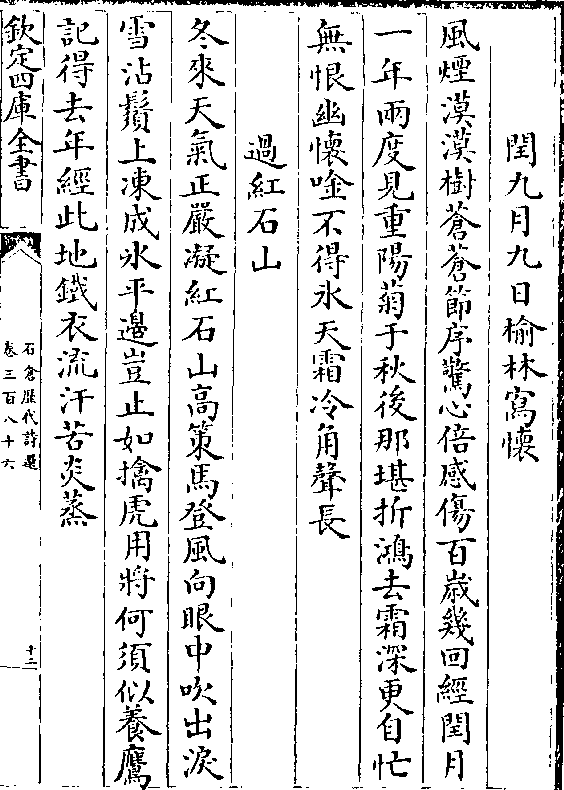 閏九月九日榆林寫懷
風煙漠漠樹蒼蒼節序驚心倍感傷百歲幾回經閏月
一年兩度見重陽菊于秋後那堪折鴻去霜深更自忙
無恨幽懷唫不得氷天霜冷角聲長
過紅石山
冬來天氣正嚴凝紅石山高策馬登風向眼中吹出淚
雪沾鬚上凍成氷平邉豈止如擒虎用將何須似養鷹
記得去年經此地鐵衣流汗苦炎蒸
欽定四庫全書
石倉歷代詩選
卷三百八十六
十二